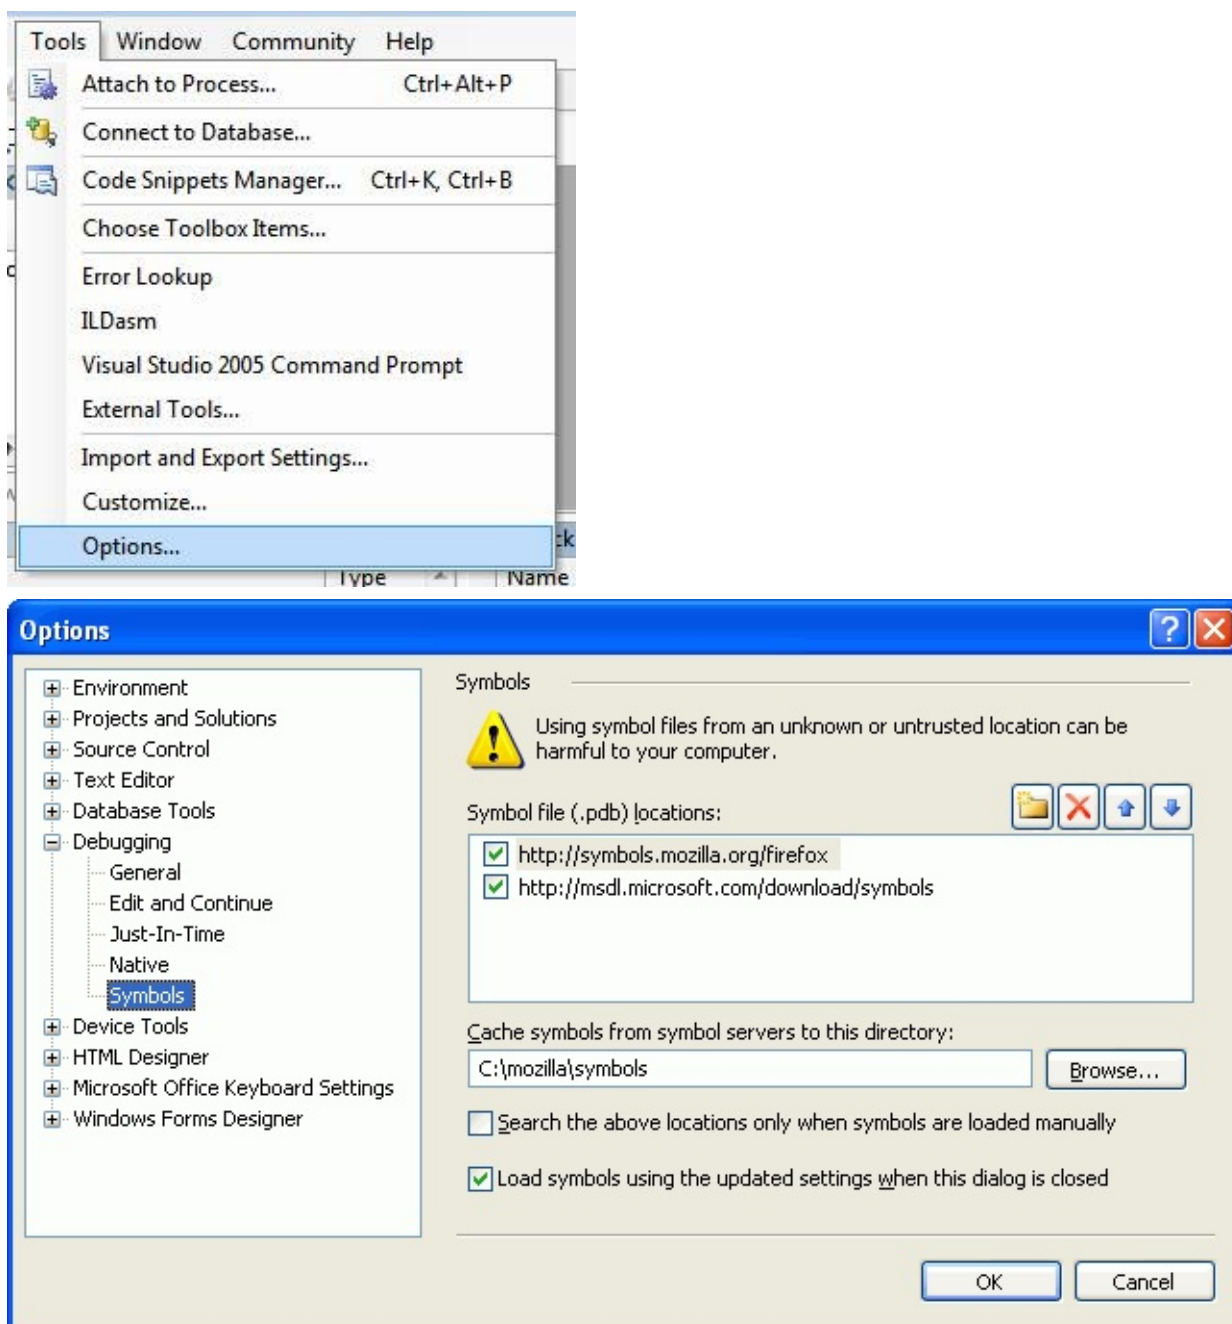 Tools Window Community Help
Attach to Process... Ctrl+Alt+P
Connect to Database...
Code Snippets Manager... Ctrl+K, Ctrl+B
Choose Toolbox Items...
Error Lookup
ILDasm
Visual Studio 2005 Command Prompt
External Tools...
Import and Export Settings...
Customize...
Options...
Type Name
Options
Environment
Projects and Solutions
Source Control
Text Editor
Database Tools
Debugging
General
Edit and Continue
Just-In-Time
Native
Symbols
Device Tools
HTML Designer
Microsoft Office Keyboard Settings
Windows Forms Designer
Symbols
Using symbol files from an unknown or untrusted location can be
harmful to your computer.
Symbol file (.pdb) locations:
http://symbols.mozilla.org/firefox
http://msdl.microsoft.com/download/symbols
Cache symbols from symbol servers to this directory:
C:\mozilla\symbols
Browse...
Search the above locations only when symbols are loaded manually
Load symbols using the updated settings when this dialog is closed
OK Cancel